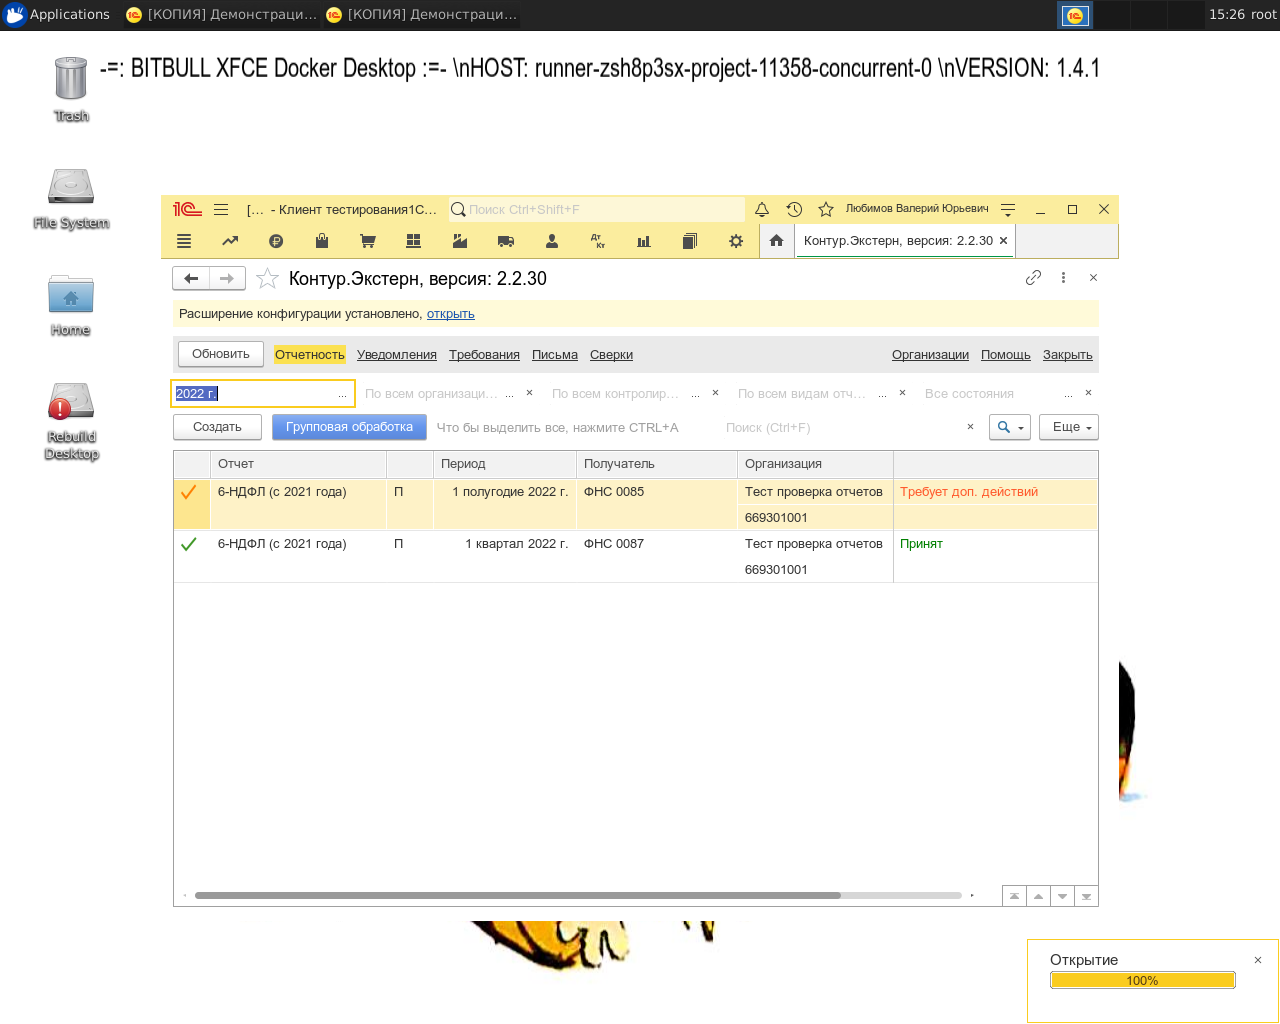 Applications
[КОПИЯ] Демонстраци...
[КОПИЯ] Демонстраци...
15:26 root
-=: BITBULL XFCE Docker Desktop :=- \nHOST: runner-zsh8p3sx-project-11358-concurrent-0 \nVERSION: 1.4.1
Trash
File System
Home
Rebuild
Desktop
[... - Клиент тестирования1С...
Поиск Ctrl+Shift+F
Любимов Валерий Юрьевич
Контур.Экстерн, версия: 2.2.30
Контур.Экстерн, версия: 2.2.30
Расширение конфигурации установлено, открыть
Обновить
Отчетность
Уведомления
Требования
Письма
Сверки
Организации
Помощь
Закрыть
2022 г.
...
По всем организаци...
...
По всем контролир...
...
По всем видам отч...
...
Все состояния
...
Создать
Групповая обработка
Что бы выделить все, нажмите CTRL+A
Поиск (Ctrl+F)
Еще
Отчет
Период
Получатель
Организация
6-НДФЛ (с 2021 года)
П
1 полугодие 2022 г.
ФНС 0085
Тест проверка отчетов
Требует доп. действий
669301001
6-НДФЛ (с 2021 года)
П
1 квартал 2022 г.
ФНС 0087
Тест проверка отчетов
Принят
669301001
Открытие
100%